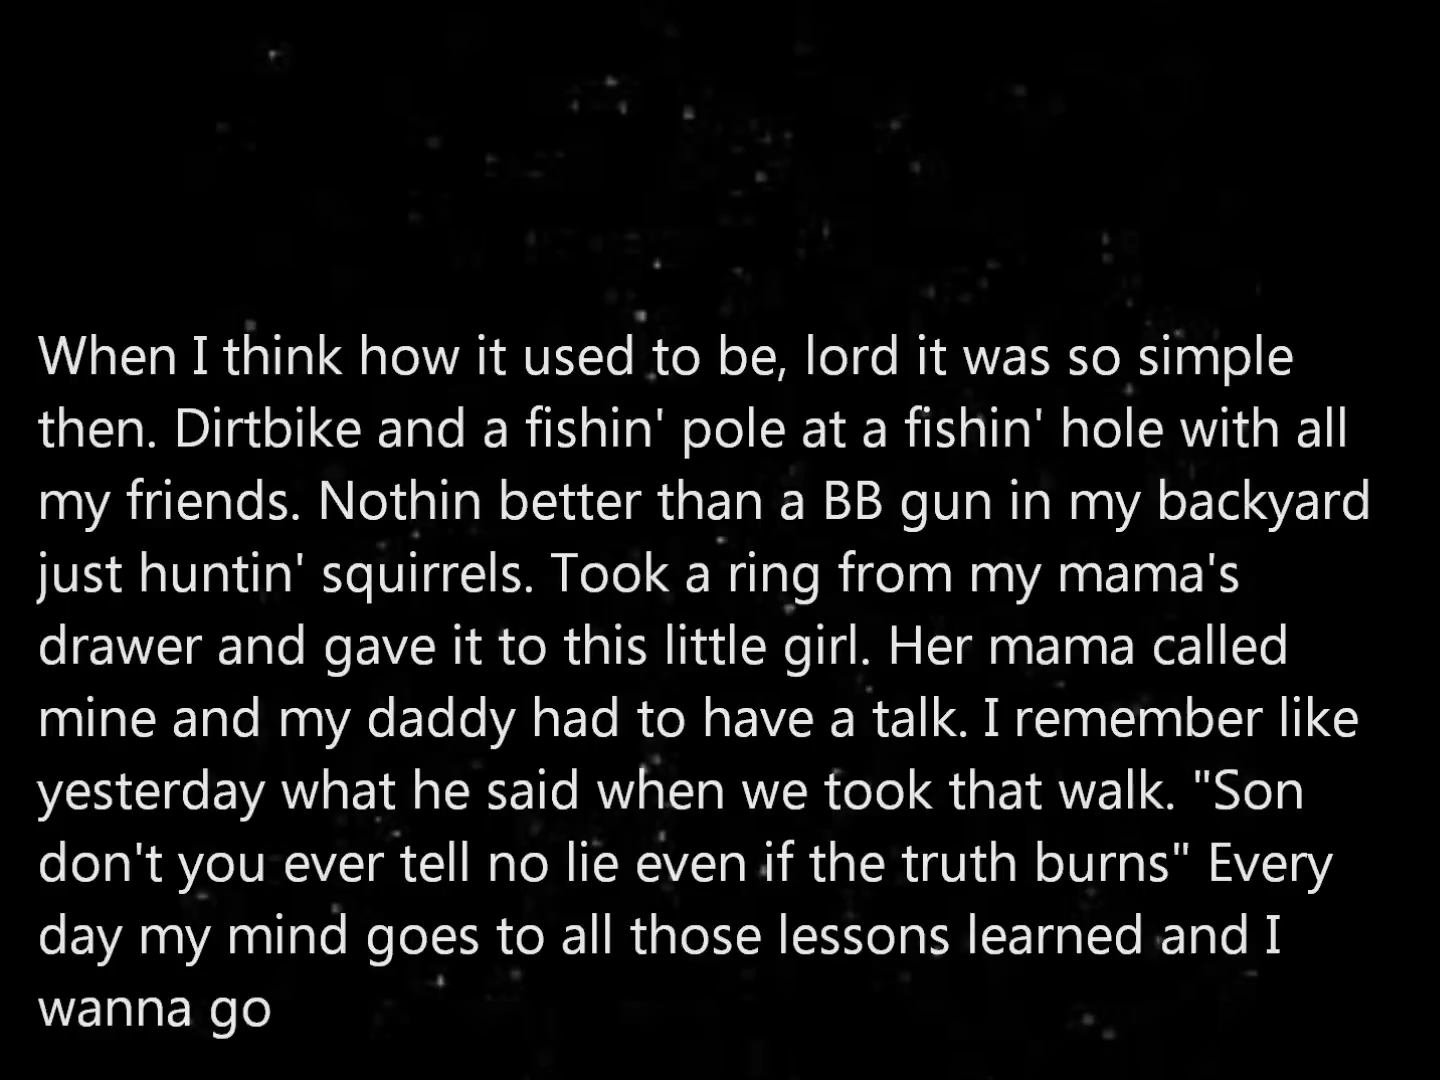 When I think how it used to be, lord it was so simple
then. Dirtbike and a fishin' pole at a fishin' hole with all
my friends. Nothin better than a BB gun in my backyard
just huntin' squirrels. Took a ring from my mama's
drawer and gave it to this little girl. Her mama called
mine and my daddy had to have a talk. I remember like
yesterday what he said when we took that walk. "Son
don't you ever tell no lie even if the truth burns" Every
day my mind goes to all those lessons learned and I
wanna go